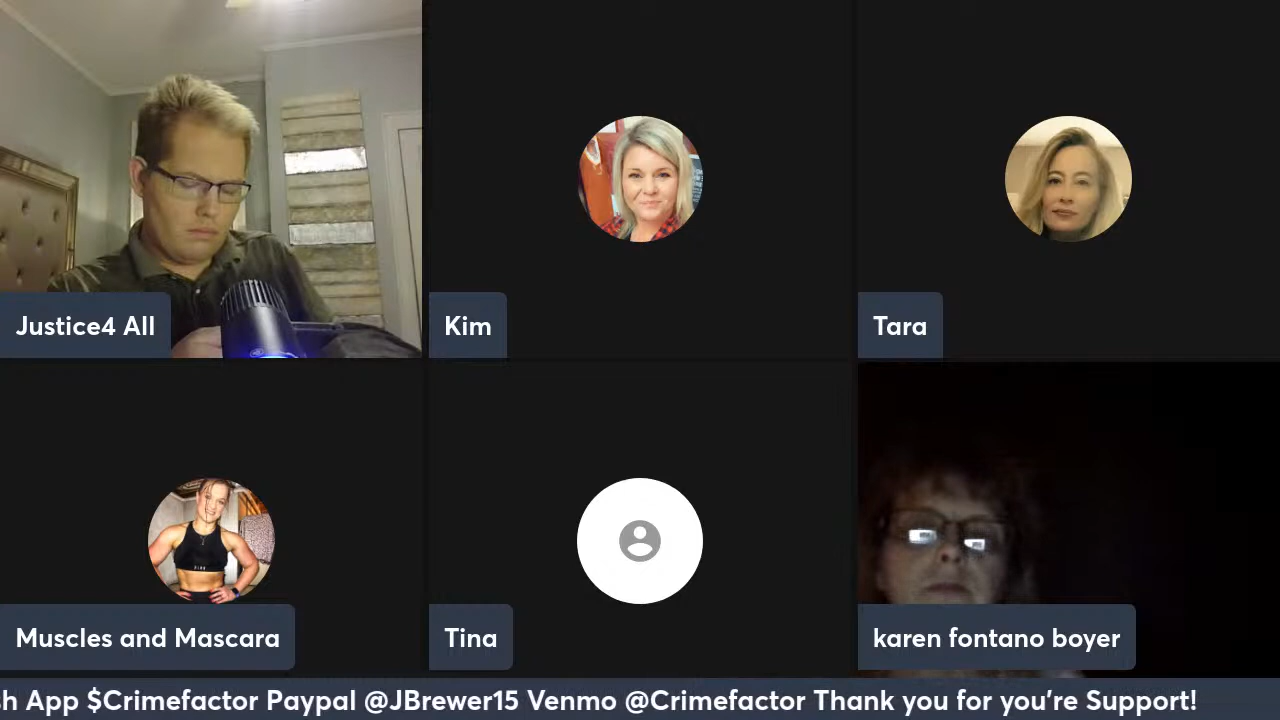 Justice4 All
Kim
Tara
Muscles and Mascara
Tina
karen fontano boyer
h App $Crimefactor Paypal @JBrewer15 Venmo @Crimefactor Thank you for you're Support!